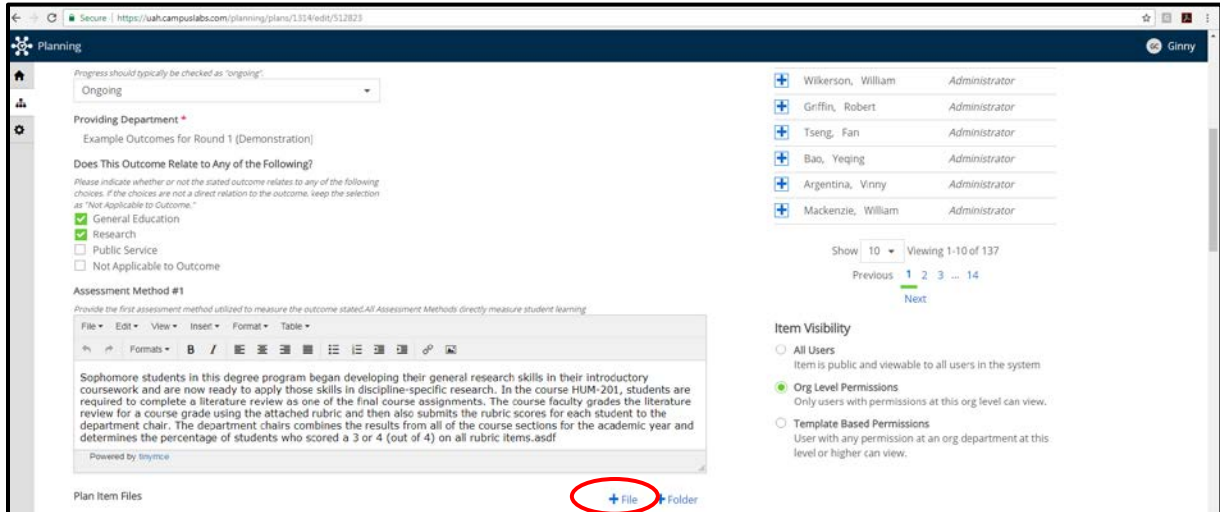 Secure | https://uah.campuslabs.com/planning/plans/1314/edit/512823
Planning
GC Ginny
Progress should typically be checked as "ongoing".
Ongoing
Providing Department *
Example Outcomes for Round 1 (Demonstration)
Does This Outcome Relate to Any of the Following?
Please indicate whether or not the stated outcome relates to any of the following
choices. If the choices are not a direct relation to the outcome, keep the selection
as "Not Applicable to Outcome."
General Education
Research
Public Service
Not Applicable to Outcome
Assessment Method #1
Provide the first assessment method utilized to measure the outcome stated.All Assessment Methods directly measure student learning
File Edit View Insert Format Table
Formats B I
Sophomore students in this degree program began developing their general research skills in their introductory
coursework and are now ready to apply those skills in discipline-specific research. In the course HUM-201, students are
required to complete a literature review as one of the final course assignments. The course faculty grades the literature
review for a course grade using the attached rubric and then also submits the rubric scores for each student to the
department chair. The department chairs combines the results from all of the course sections for the academic year and
determines the percentage of students who scored a 3 or 4 (out of 4) on all rubric items.asdf
Powered by tinymce
Plan Item Files
+ File + Folder
+ Wilkerson, William Administrator
+ Griffin, Robert Administrator
+ Tseng, Fan Administrator
+ Bao, Yeqing Administrator
+ Argentina, Vinny Administrator
+ Mackenzie, William Administrator
Show 10 Viewing 1-10 of 137
Previous 1 2 3 ... 14
Next
Item Visibility
All Users
Item is public and viewable to all users in the system
Org Level Permissions
Only users with permissions at this org level can view.
Template Based Permissions
User with any permission at an org department at this
level or higher can view.